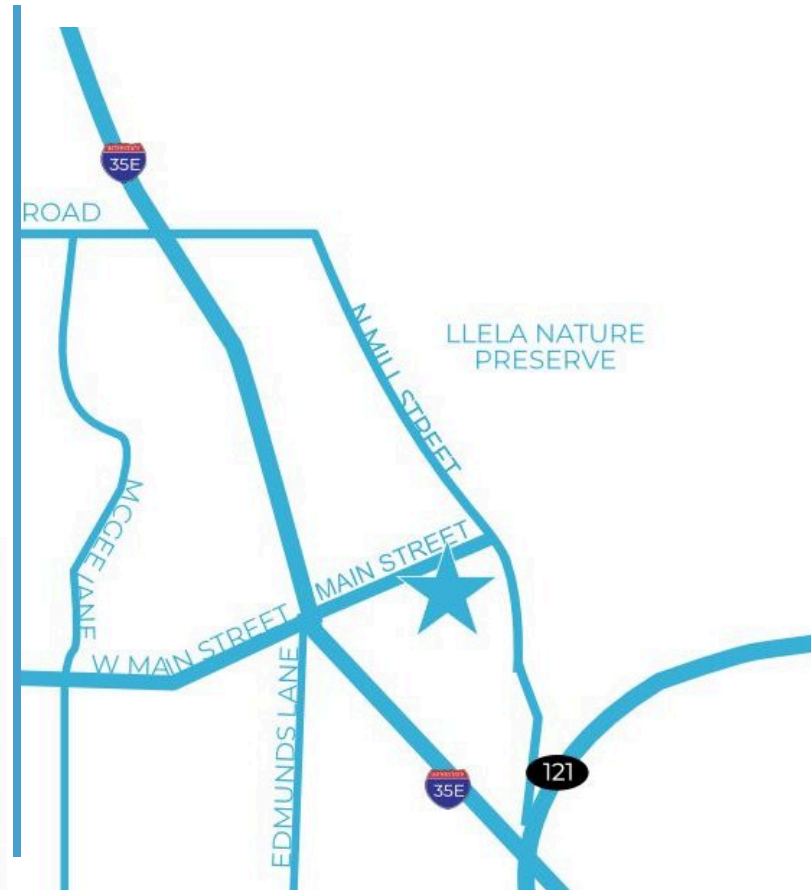 35E
ROAD
N MILL STREET
LLELA NATURE
PRESERVE
MCGEE LANE
MAIN STREET
W MAIN STREET
EDMUNDS LANE
121
35E